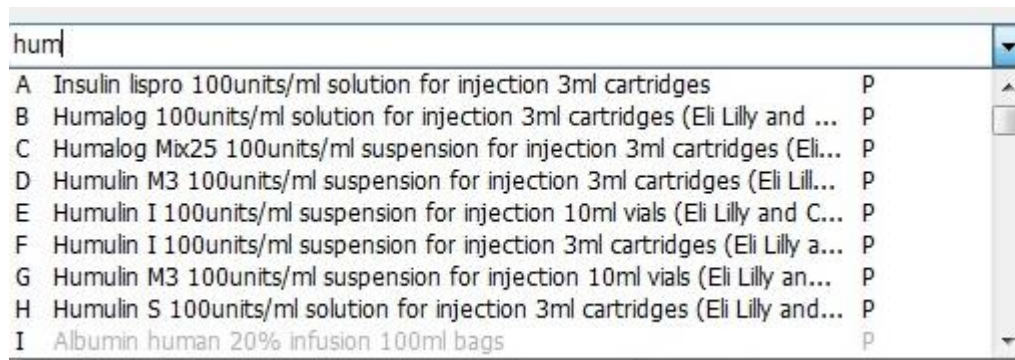 hum
A Insulin lispro 100units/ml solution for injection 3ml cartridges P
B Humalog 100units/ml solution for injection 3ml cartridges (Eli Lilly and ... P
C Humalog Mix25 100units/ml suspension for injection 3ml cartridges (Eli... P
D Humulin M3 100units/ml suspension for injection 3ml cartridges (Eli Lill... P
E Humulin I 100units/ml suspension for injection 10ml vials (Eli Lilly and C... P
F Humulin I 100units/ml suspension for injection 3ml cartridges (Eli Lilly a... P
G Humulin M3 100units/ml suspension for injection 10ml vials (Eli Lilly an... P
H Humulin S 100units/ml solution for injection 3ml cartridges (Eli Lilly and... P
I Albumin human 20% infusion 100ml bags P